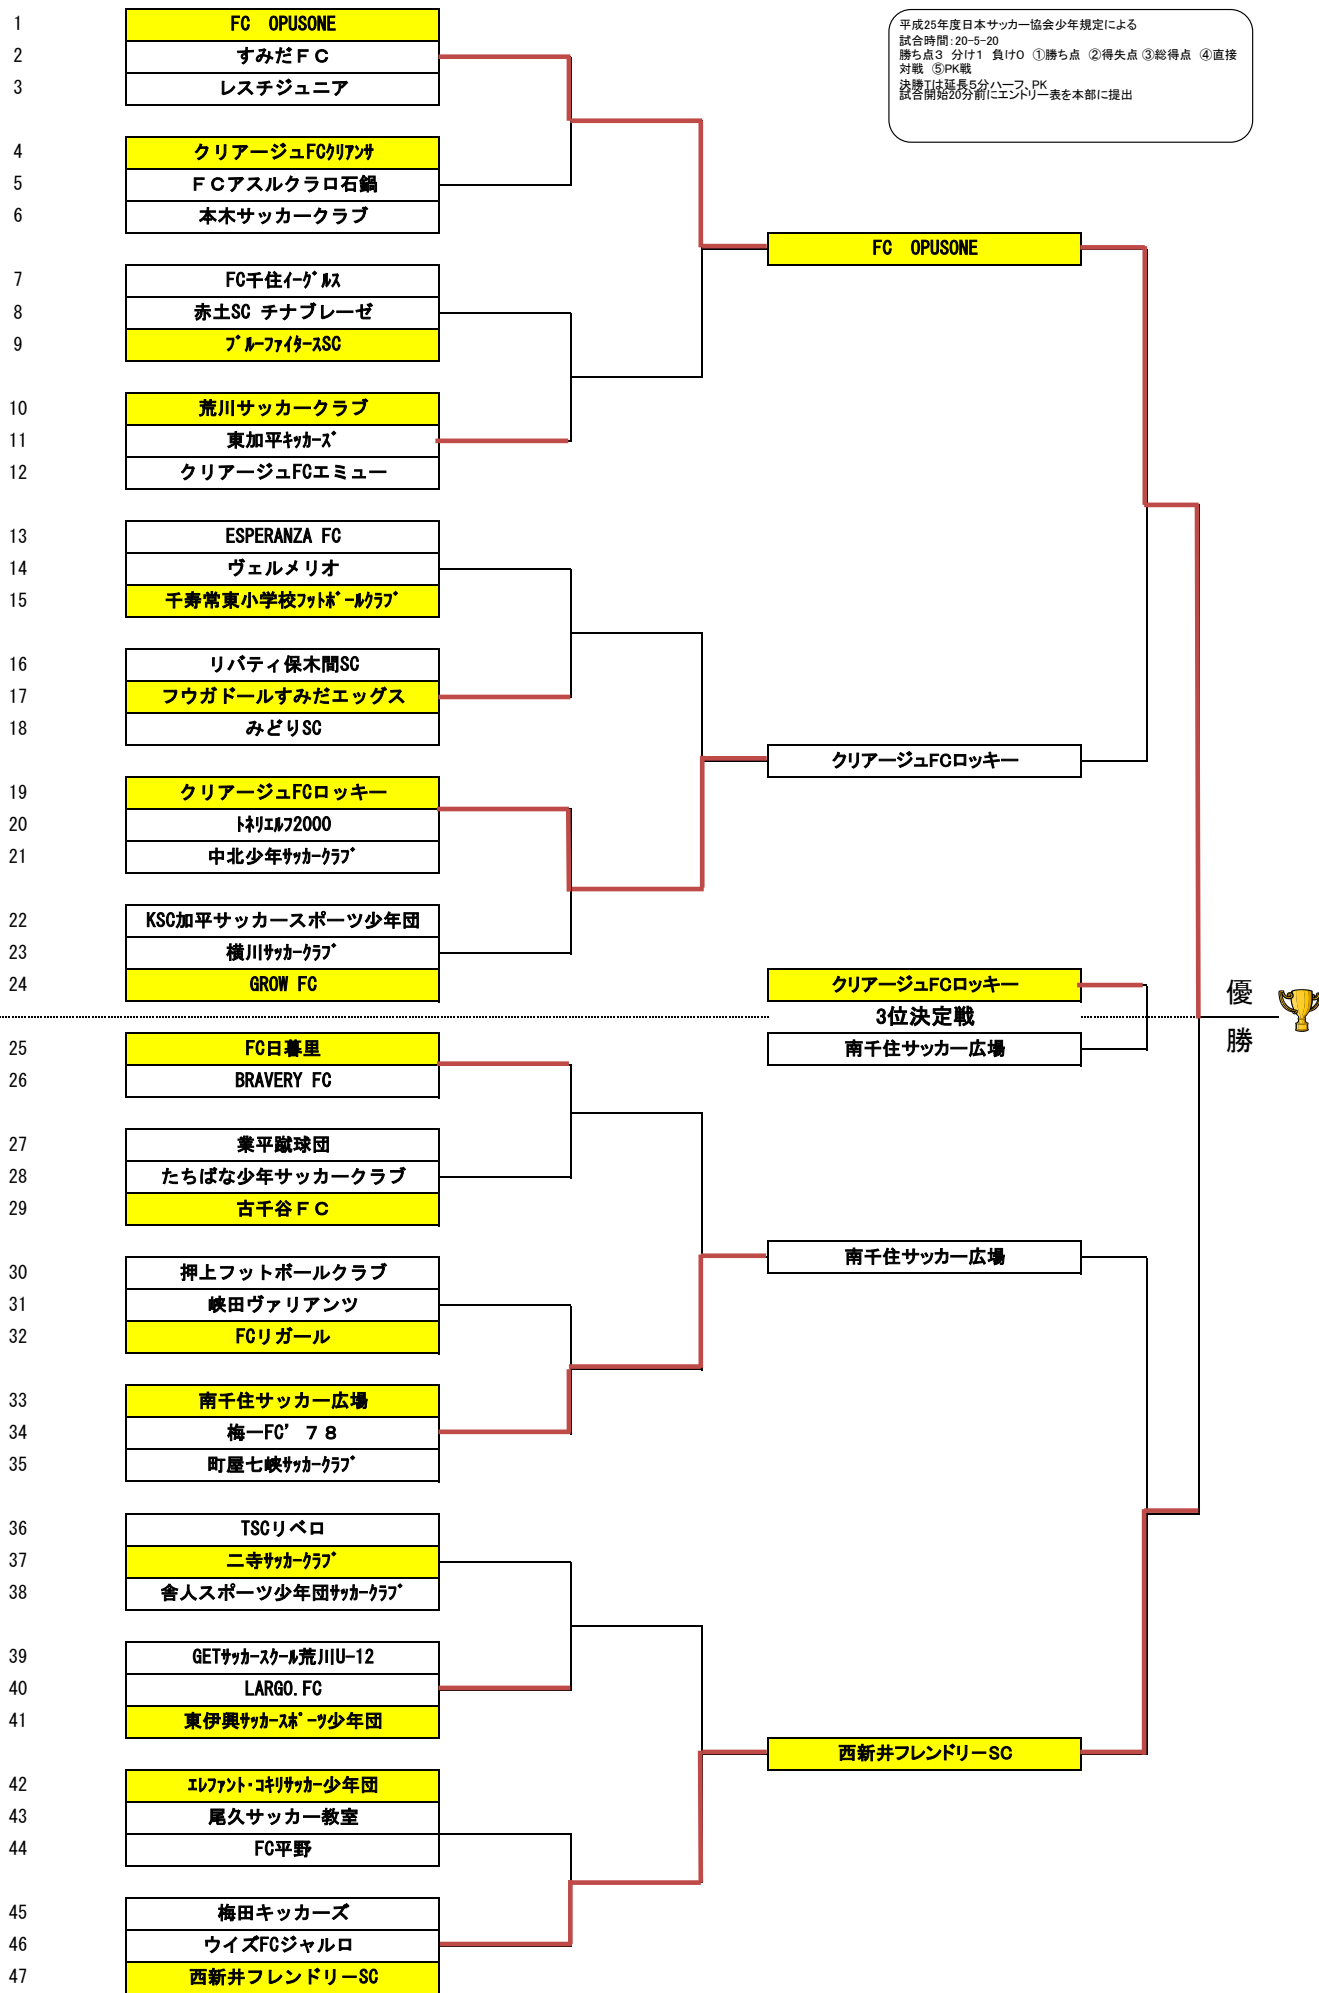 平成25年度日本サッカー協会少年規定による
試合時間：20-5-20
勝ち点3 分け1 負け0 ①勝ち点 ②得失点 ③総得点 ④直接
対戦 ⑤PK戦
決勝Tは延長5分ハーフ、PK
試合開始20分前にエントリー表を本部に提出
1 FC OPUSONE
2 すみだＦＣ
3 レスチジュニア
4 クリアージュFCｸﾘｱﾝｻ
5 ＦＣアスルクラロ石鍋
6 本木サッカークラブ
FC OPUSONE
7 FC千住ｲｰｸﾞﾙｽ
8 赤土SC チナブレーゼ
9 ﾌﾞﾙｰﾌｧｲﾀｰｽSC
10 荒川サッカークラブ
11 東加平ｷｯｶｰｽﾞ
12 クリアージュFCエミュー
13 ESPERANZA FC
14 ヴェルメリオ
15 千寿常東小学校ﾌｯﾄﾎﾞｰﾙｸﾗﾌﾞ
16 リバティ保木間SC
17 フウガドールすみだエッグス
18 みどりSC
クリアージュFCロッキー
19 クリアージュFCロッキー
20 ﾄﾈﾘｴﾙﾌ2000
21 中北少年ｻｯｶｰｸﾗﾌﾞ
22 KSC加平サッカースポーツ少年団
23 横川ｻｯｶｰｸﾗﾌﾞ
24 GROW FC
クリアージュFCロッキー
3位決定戦
南千住サッカー広場
優
勝
25 FC日暮里
26 BRAVERY FC
27 業平蹴球団
28 たちばな少年サッカークラブ
29 古千谷ＦＣ
南千住サッカー広場
30 押上フットボールクラブ
31 峡田ヴァリアンツ
32 FCリガール
33 南千住サッカー広場
34 梅一FC’７８
35 町屋七峡ｻｯｶｰｸﾗﾌﾞ
36 TSCリベロ
37 二寺ｻｯｶｰｸﾗﾌﾞ
38 舎人スポーツ少年団ｻｯｶｰｸﾗﾌﾞ
39 GETｻｯｶｰｽｸｰﾙ荒川U-12
40 LARGO.FC
41 東伊興ｻｯｶｰｽﾎﾟｰﾂ少年団
西新井フレンドリーSC
42 ｴﾚﾌｧﾝﾄ･ｺｷﾘｻｯｶｰ少年団
43 尾久サッカー教室
44 FC平野
45 梅田キッカーズ
46 ウイズFCジャルロ
47 西新井フレンドリーSC